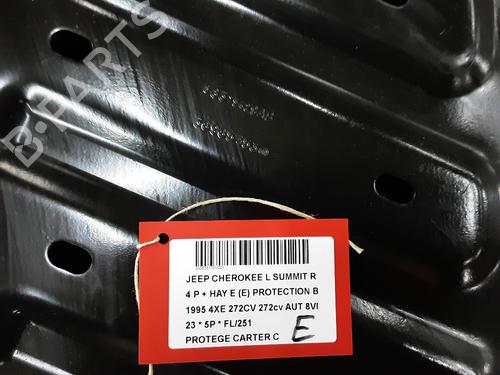 B-PARTS
JEEP CHEROKEE L SUMMIT R
4 P + HAY E (E) PROTECTION B
1995 4XE 272CV 272cv AUT 8VI
23 * 5P * FL/251
PROTEGE CARTER C
E